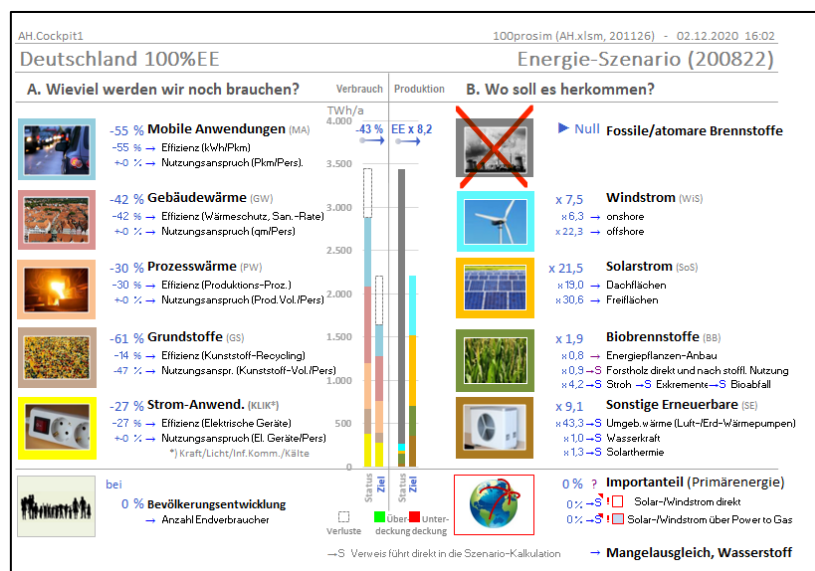 AH.Cockpit1
100prosim (AH.xlsm, 201126) - 02.12.2020 16:02
Deutschland 100%EE
Energie-Szenario (200822)
A. Wieviel werden wir noch brauchen?
Verbrauch
Produktion
B. Wo soll es herkommen?
TWh/a
4.000
3.500
3.000
2.500
2.000
1.500
1.000
500
0
-43 %
EE x 8,2
-55 % Mobile Anwendungen (MA)
-55 % → Effizienz (kWh/Pkm)
+-0 % → Nutzungsanspruch (Pkm/Pers).
-42 % Gebäudewärme (GW)
-42 % → Effizienz (Wärmeschutz, San.-Rate)
+-0 % → Nutzungsanspruch (qm/Pers)
-30 % Prozesswärme (PW)
-30 % → Effizienz (Produktions-Proz.)
+-0 % → Nutzungsanspruch (Prod.Vol./Pers)
-61 % Grundstoffe (GS)
-14 % → Effizienz (Kunststoff-Recycling)
-47 % → Nutzungsanspr. (Kunststoff-Vol./Pers)
-27 % Strom-Anwend. (KLIK*)
-27 % → Effizienz (Elektrische Geräte)
+-0 % → Nutzungsanspruch (El. Geräte/Pers)
*) Kraft/Licht/Inf.Komm./Kälte
bei
0 % Bevölkerungsentwicklung
→ Anzahl Endverbraucher
Status
Ziel
Status
Ziel
Verluste
Über-deckung
Unter-deckung
→S Verweis führt direkt in die Szenario-Kalkulation
▶ Null Fossile/atomare Brennstoffe
x 7,5 Windstrom (WiS)
x 6,3 → onshore
x 22,3 → offshore
x 21,5 Solarstrom (SoS)
x 19,0 → Dachflächen
x 30,6 → Freiflächen
x 1,9 Biobrennstoffe (BB)
x 0,8 → Energiepflanzen-Anbau
x 0,9 →S Forstholz direkt und nach stoffl. Nutzung
x 4,2 →S Stroh →S Exkremente →S Bioabfall
x 9,1 Sonstige Erneuerbare (SE)
x 43,3 →S Umgeb.wärme (Luft-/Erd-Wärmepumpen)
x 1,0 →S Wasserkraft
x 1,3 →S Solarthermie
0 % ? Importanteil (Primärenergie)
0 % →S ! Solar-/Windstrom direkt
0 % →S ! Solar-/Windstrom über Power to Gas
→ Mangelausgleich, Wasserstoff